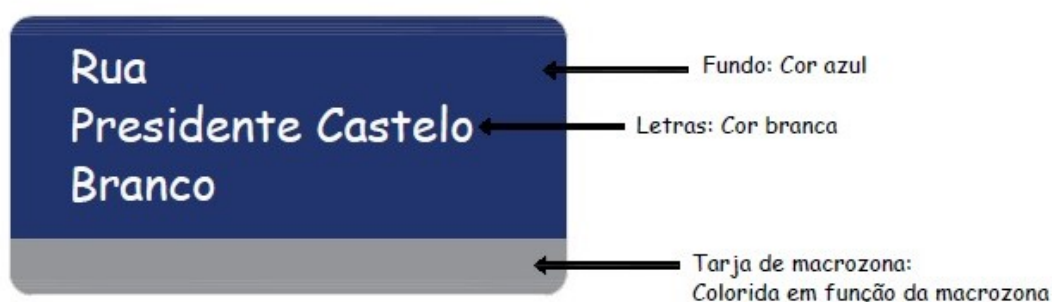 Rua
Presidente Castelo
Branco
Fundo: Cor azul
Letras: Cor branca
Tarja de macrozona:
Colorida em função da macrozona